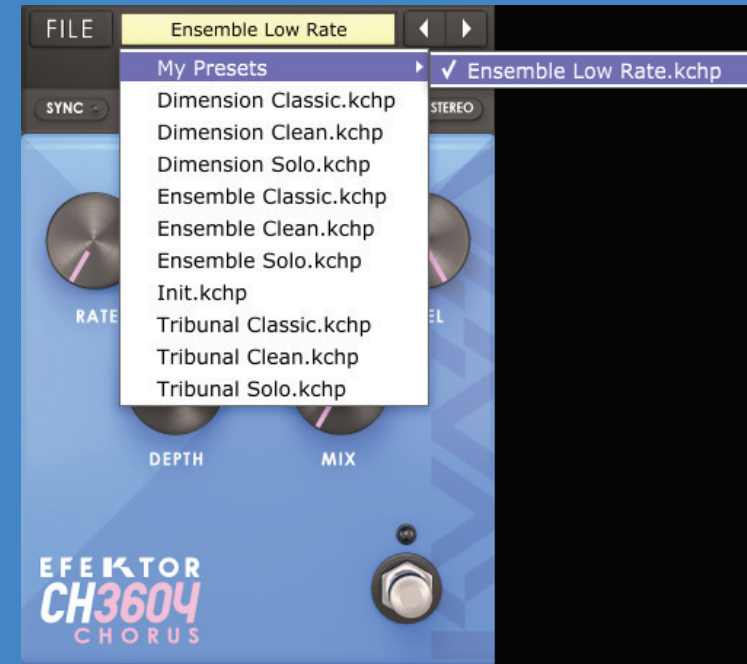 FILE
Ensemble Low Rate
My Presets
✓ Ensemble Low Rate.kchp
Dimension Classic.kchp
Dimension Clean.kchp
Dimension Solo.kchp
Ensemble Classic.kchp
Ensemble Clean.kchp
Ensemble Solo.kchp
Init.kchp
Tribunal Classic.kchp
Tribunal Clean.kchp
Tribunal Solo.kchp
SYNC
STEREO
RATE
EL
DEPTH
MIX
EFEKTOR
CH3604
CHORUS